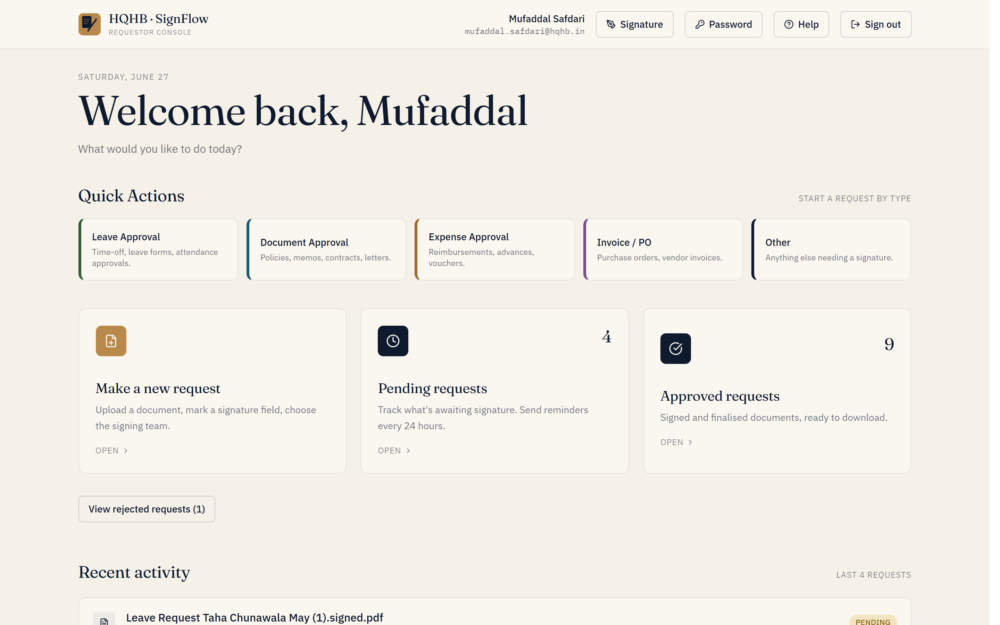 HQHB · SignFlow
REQUESTOR CONSOLE
Mufaddal Safdari
mufaddal.safdari@hqhb.in
Signature
Password
Help
Sign out
SATURDAY, JUNE 27
Welcome back, Mufaddal
What would you like to do today?
Quick Actions
START A REQUEST BY TYPE
Leave Approval
Time-off, leave forms, attendance
approvals.
Document Approval
Policies, memos, contracts, letters.
Expense Approval
Reimbursements, advances,
vouchers.
Invoice / PO
Purchase orders, vendor invoices.
Other
Anything else needing a signature.
Make a new request
Upload a document, mark a signature field, choose
the signing team.
OPEN
4
Pending requests
Track what's awaiting signature. Send reminders
every 24 hours.
OPEN
9
Approved requests
Signed and finalised documents, ready to download.
OPEN
View rejected requests (1)
Recent activity
LAST 4 REQUESTS
Leave Request Taha Chunawala May (1).signed.pdf
PENDING